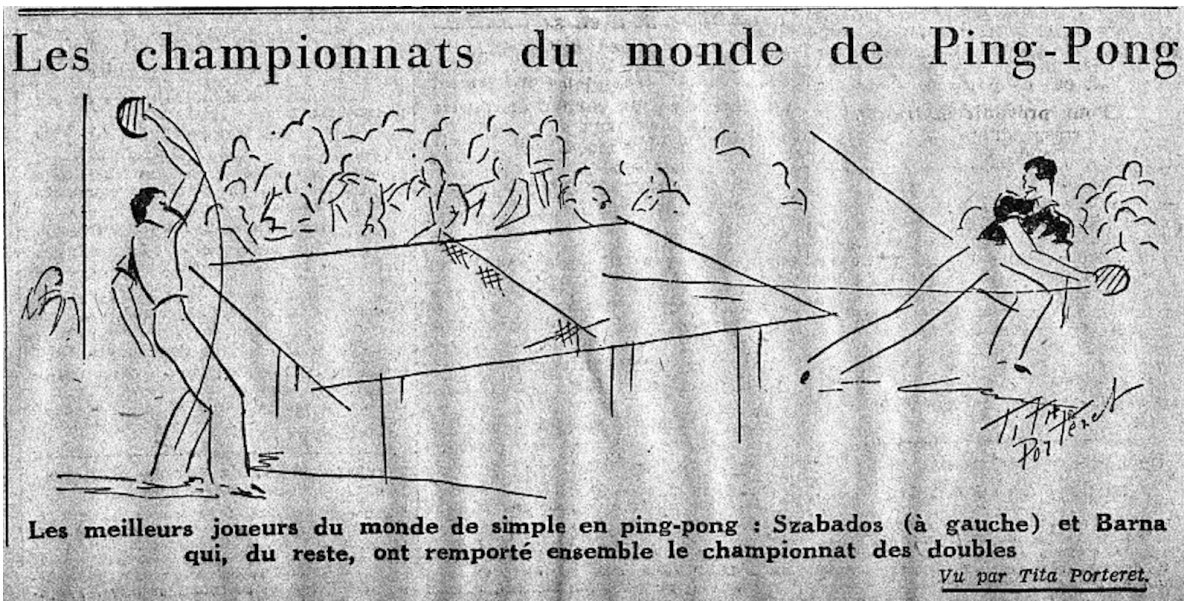 Les championnats du monde de Ping-Pong
Tita
Porteret
Les meilleurs joueurs du monde de simple en ping-pong : Szabados (à gauche) et Barna
qui, du reste, ont remporté ensemble le championnat des doubles
Vu par Tita Porteret.